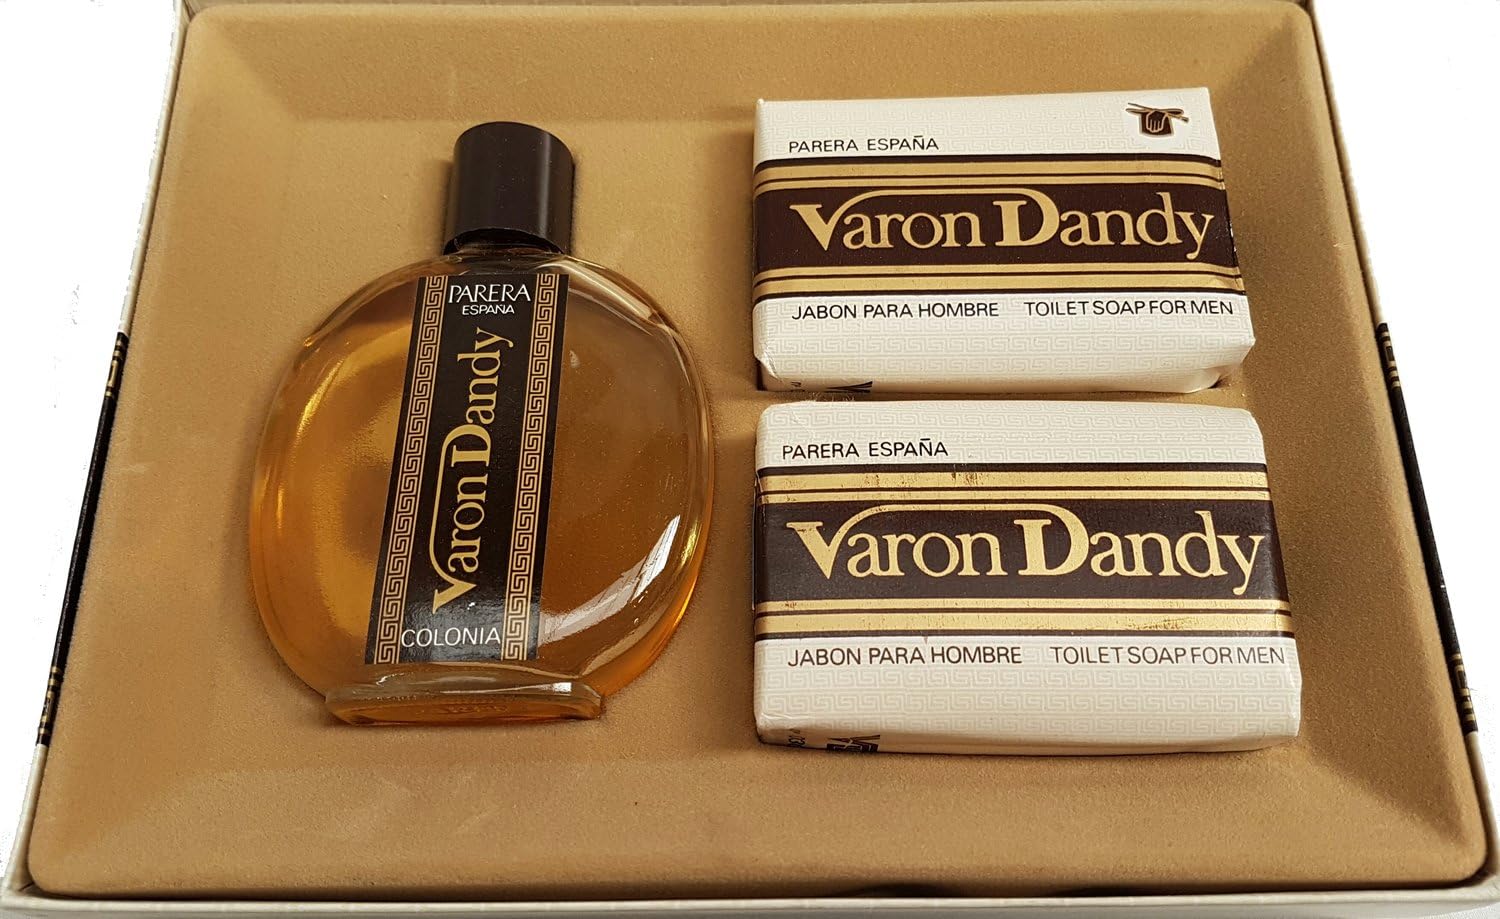 PARERA
ESPAÑA
Varon Dandy
COLONIA
PARERA ESPAÑA
Varon Dandy
JABON PARA HOMBRE TOILET SOAP FOR MEN
PARERA ESPAÑA
Varon Dandy
JABON PARA HOMBRE TOILET SOAP FOR MEN